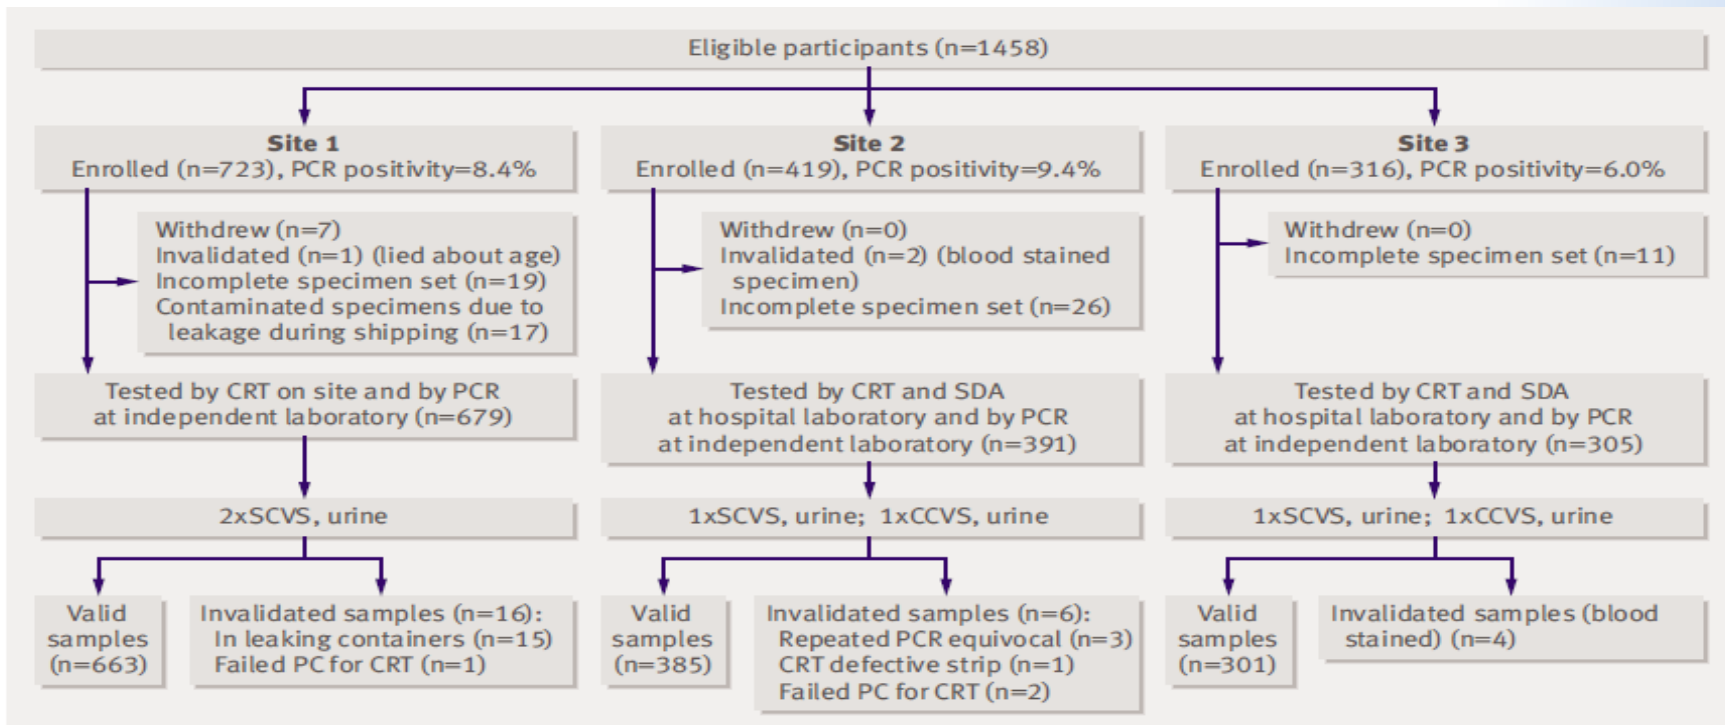 Eligible participants (n=1458)
Site 1
Enrolled (n=723), PCR positivity=8.4%
Withdrew (n=7)
Invalidated (n=1) (lied about age)
Incomplete specimen set (n=19)
Contaminated specimens due to
leakage during shipping (n=17)
Tested by CRT on site and by PCR
at independent laboratory (n=679)
2xSCVS, urine
Valid
samples
(n=663)
Invalidated samples (n=16):
In leaking containers (n=15)
Failed PC for CRT (n=1)
Site 2
Enrolled (n=419), PCR positivity=9.4%
Withdrew (n=0)
Invalidated (n=2) (blood stained
specimen)
Incomplete specimen set (n=26)
Tested by CRT and SDA
at hospital laboratory and by PCR
at independent laboratory (n=391)
1xSCVS, urine; 1xCCVS, urine
Valid
samples
(n=385)
Invalidated samples (n=6):
Repeated PCR equivocal (n=3)
CRT defective strip (n=1)
Failed PC for CRT (n=2)
Site 3
Enrolled (n=316), PCR positivity=6.0%
Withdrew (n=0)
Incomplete specimen set (n=11)
Tested by CRT and SDA
at hospital laboratory and by PCR
at independent laboratory (n=305)
1xSCVS, urine; 1xCCVS, urine
Valid
samples
(n=301)
Invalidated samples (blood
stained) (n=4)